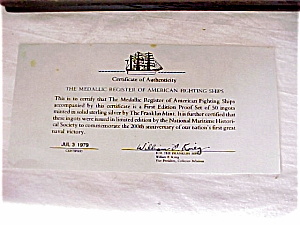 Certificate of Authenticity
THE MEDALLIC REGISTER OF AMERICAN FIGHTING SHIPS
This is to certify that The Medallic Register of American Fighting Ships
accompanied by this certificate is a First Edition Proof Set of 50 ingots
minted in solid sterling silver by The Franklin Mint. It is further certified that
these ingots were issued in limited edition by the National Maritime Histori-
cal Society to commemorate the 200th anniversary of our nation's first great
naval victory.
JUL 3 1979
CERTIFIED
FOR THE FRANKLIN MINT
Vice President, Collector Relations